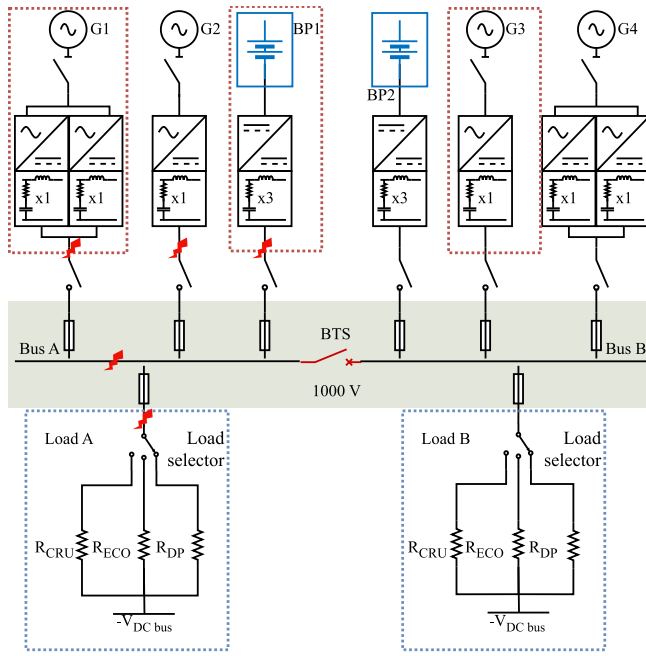 G1
G2
BP1
BP2
G3
G4
x1
x1
x1
x3
x3
x1
x1
x1
Bus A
BTS
Bus B
1000 V
Load A
Load selector
Load B
Load selector
R_CRU
R_ECO
R_DP
R_CRU
R_ECO
R_DP
-V_DC bus
-V_DC bus